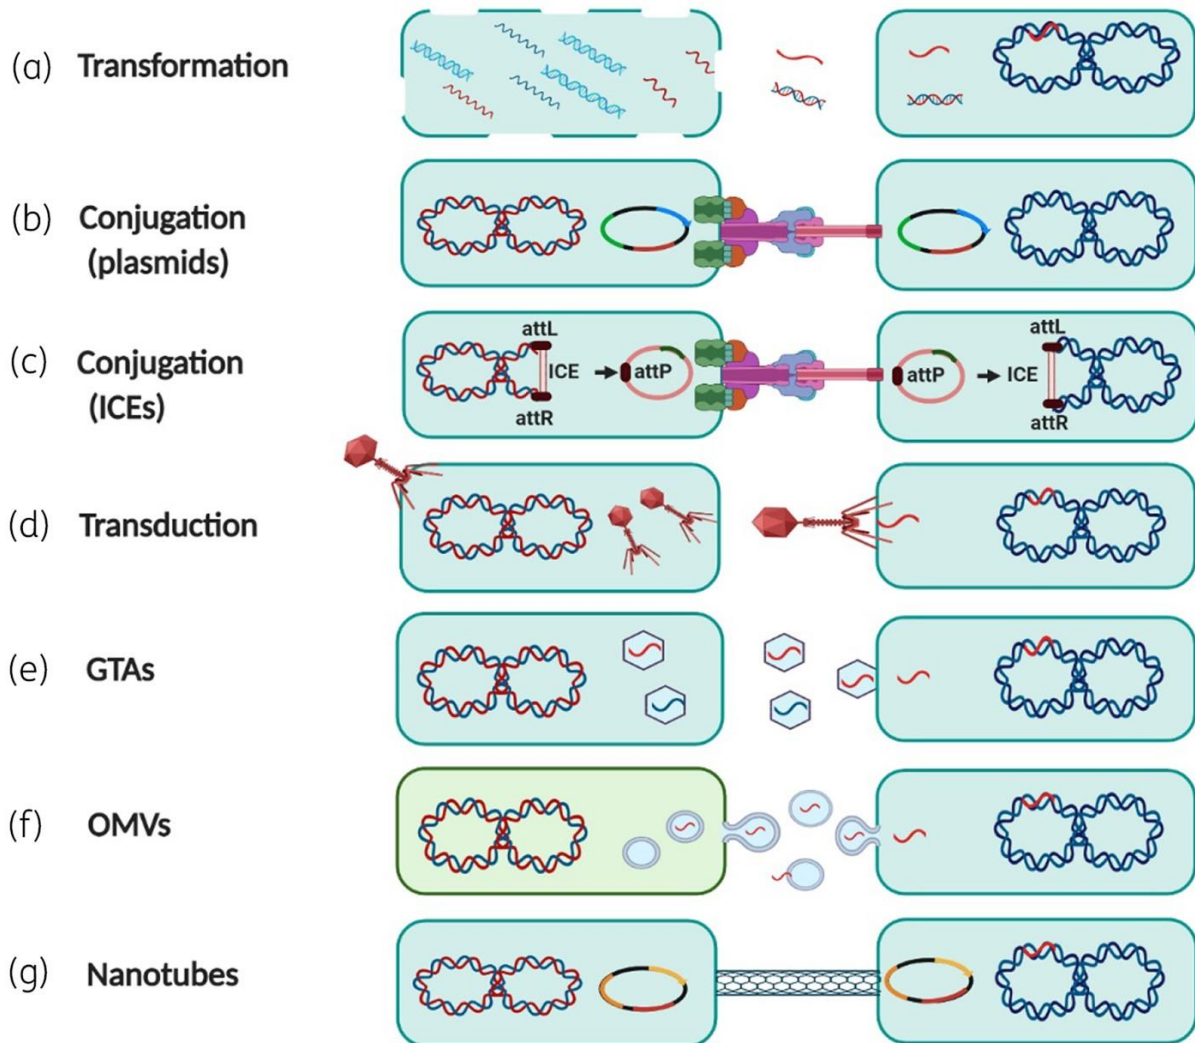 (a) Transformation
(b) Conjugation
(plasmids)
(c) Conjugation
(ICEs)
attL
ICE
attP
attR
attL
attP
ICE
attR
(d) Transduction
(e) GTAs
(f) OMVs
(g) Nanotubes